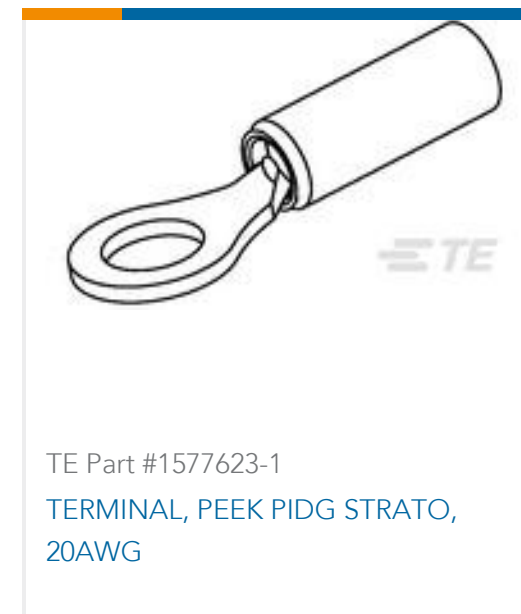 TE
TE Part #1577623-1
TERMINAL, PEEK PIDG STRATO,
20AWG